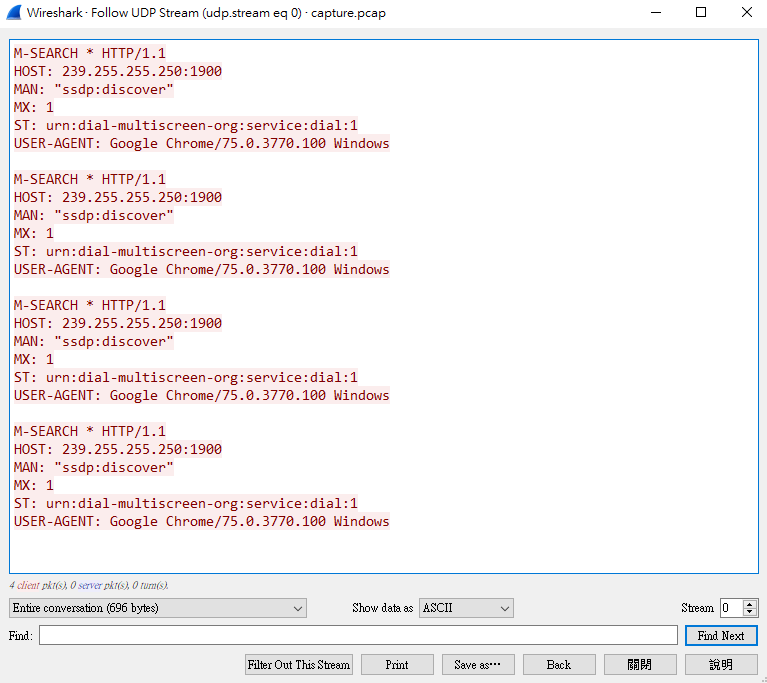 Wireshark · Follow UDP Stream (udp.stream eq 0) · capture.pcap
M-SEARCH * HTTP/1.1
HOST: 239.255.255.250:1900
MAN: "ssdp:discover"
MX: 1
ST: urn:dial-multiscreen-org:service:dial:1
USER-AGENT: Google Chrome/75.0.3770.100 Windows
M-SEARCH * HTTP/1.1
HOST: 239.255.255.250:1900
MAN: "ssdp:discover"
MX: 1
ST: urn:dial-multiscreen-org:service:dial:1
USER-AGENT: Google Chrome/75.0.3770.100 Windows
M-SEARCH * HTTP/1.1
HOST: 239.255.255.250:1900
MAN: "ssdp:discover"
MX: 1
ST: urn:dial-multiscreen-org:service:dial:1
USER-AGENT: Google Chrome/75.0.3770.100 Windows
M-SEARCH * HTTP/1.1
HOST: 239.255.255.250:1900
MAN: "ssdp:discover"
MX: 1
ST: urn:dial-multiscreen-org:service:dial:1
USER-AGENT: Google Chrome/75.0.3770.100 Windows
4 client pkt(s), 0 server pkt(s), 0 turn(s).
Entire conversation (696 bytes) Show data as ASCII Stream 0
Find: Find Next
Filter Out This Stream Print Save as… Back 關閉 說明